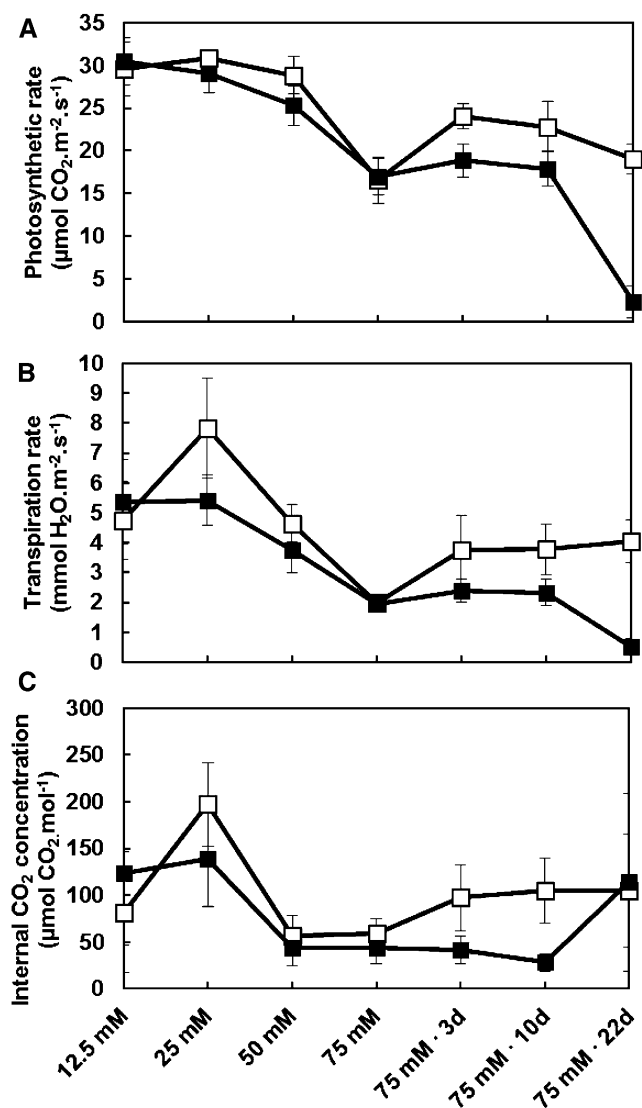 A
Photosynthetic rate
(µmol CO₂.m⁻².s⁻¹)
35
30
25
20
15
10
5
0
B
Transpiration rate
(mmol H₂O.m⁻².s⁻¹)
10
9
8
7
6
5
4
3
2
1
0
C
Internal CO₂ concentration
(µmol CO₂.mol⁻¹)
300
250
200
150
100
50
0
12.5 mM
25 mM
50 mM
75 mM
75 mM · 3d
75 mM · 10d
75 mM · 22d